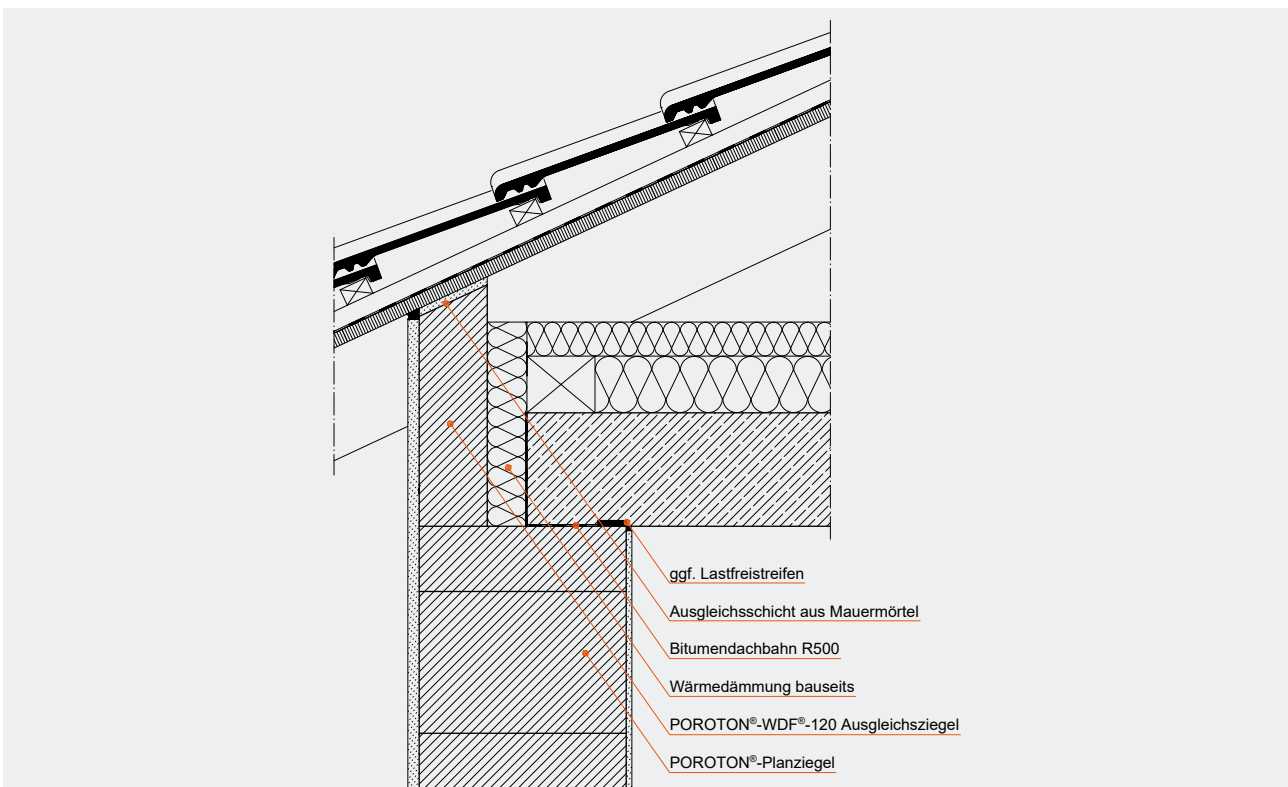 ggf. Lastfreistreifen
Ausgleichsschicht aus Mauermörtel
Bitumendachbahn R500
Wärmedämmung bauseits
POROTON®-WDF®-120 Ausgleichsziegel
POROTON®-Planziegel